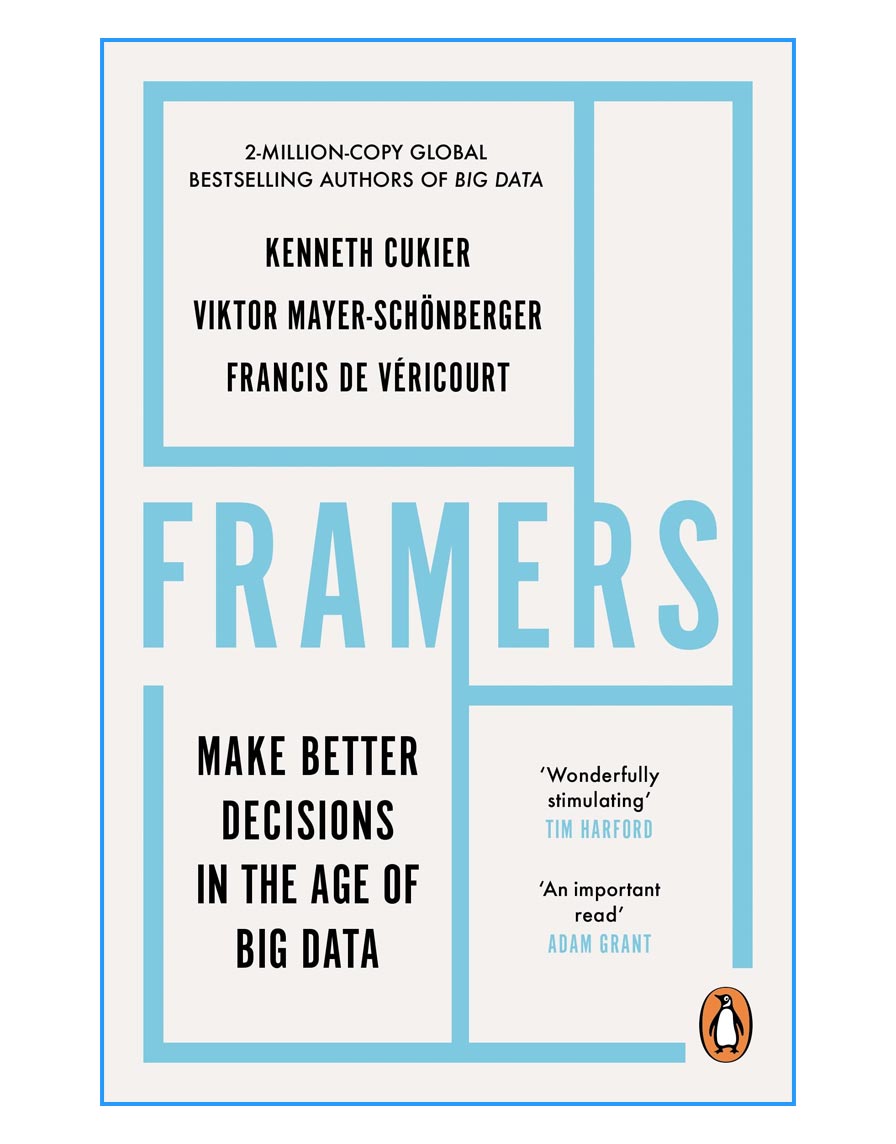 2-MILLION-COPY GLOBAL
BESTSELLING AUTHORS OF BIG DATA
KENNETH CUKIER
VIKTOR MAYER-SCHÖNBERGER
FRANCIS DE VÉRICOURT
FRAMERS
MAKE BETTER
DECISIONS
IN THE AGE OF
BIG DATA
‘Wonderfully
stimulating’
TIM HARFORD
‘An important
read’
ADAM GRANT